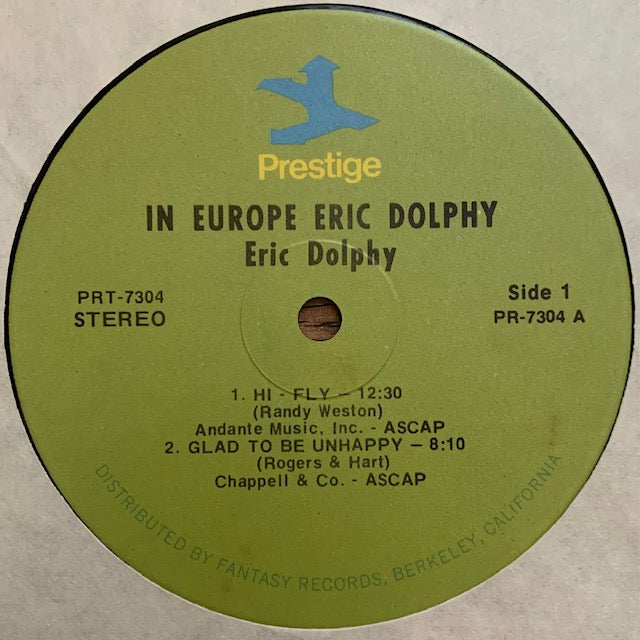 Prestige
IN EUROPE ERIC DOLPHY
Eric Dolphy
PRT-7304
STEREO
Side 1
PR-7304 A
1. HI - FLY – 12:30
(Randy Weston)
Andante Music, Inc. - ASCAP
2. GLAD TO BE UNHAPPY – 8:10
(Rogers & Hart)
Chappell & Co. - ASCAP
DISTRIBUTED BY FANTASY RECORDS, BERKELEY, CALIFORNIA